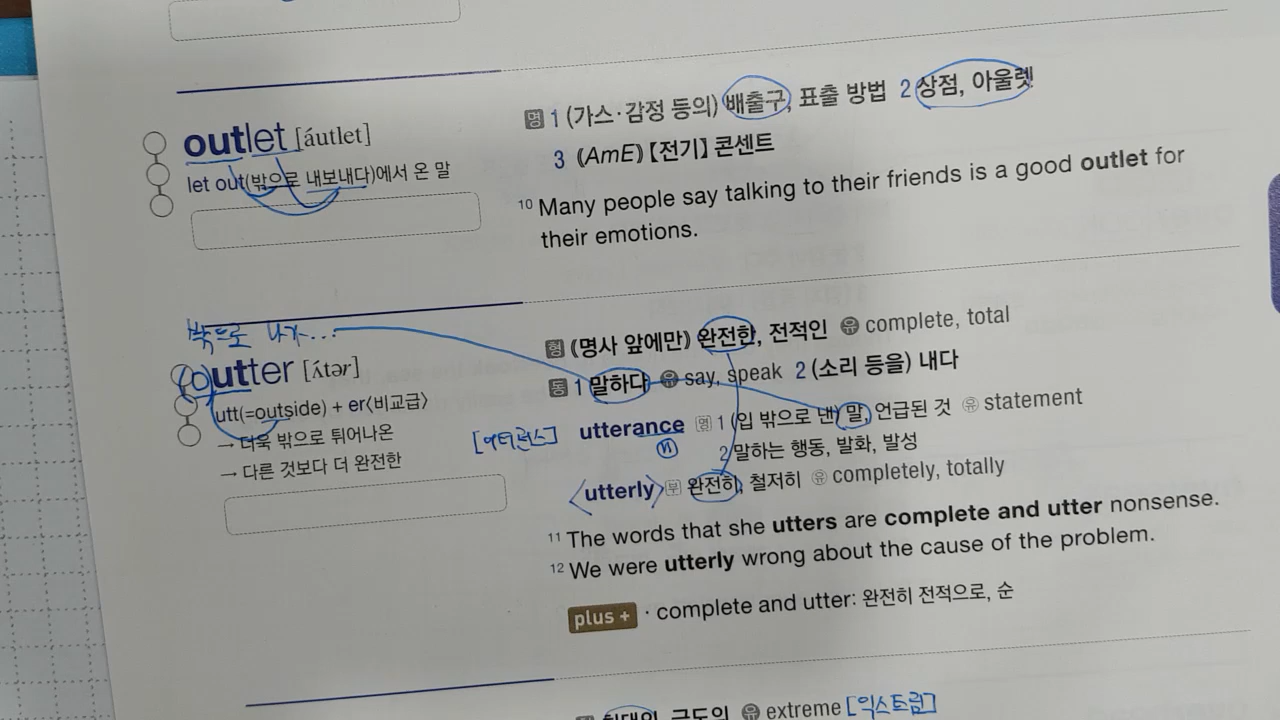 outlet [áutlet]
let out(밖으로 내보내다)에서 온 말
명 1 (가스·감정 등의) 배출구, 표출 방법 2 상점, 아울렛
3 (AmE)【전기】콘센트
10 Many people say talking to their friends is a good outlet for
their emotions.
밖으로 나가...
(o)utter [ʌ́tər]
utt(=outside) + er〈비교급〉
→ 더욱 밖으로 튀어나온
→ 다른 것보다 더 완전한
형 (명사 앞에만) 완전한, 전적인 유 complete, total
동 1 말하다 유 say, speak 2 (소리 등을) 내다
[어터런스] utterance 명 1 (입 밖으로 낸) 말, 언급된 것 유 statement
n 2 말하는 행동, 발화, 발성
〈utterly〉 부 완전히, 철저히 유 completely, totally
11 The words that she utters are complete and utter nonsense.
12 We were utterly wrong about the cause of the problem.
plus + · complete and utter: 완전히 전적으로, 순
극도의 유 extreme [익스트림]